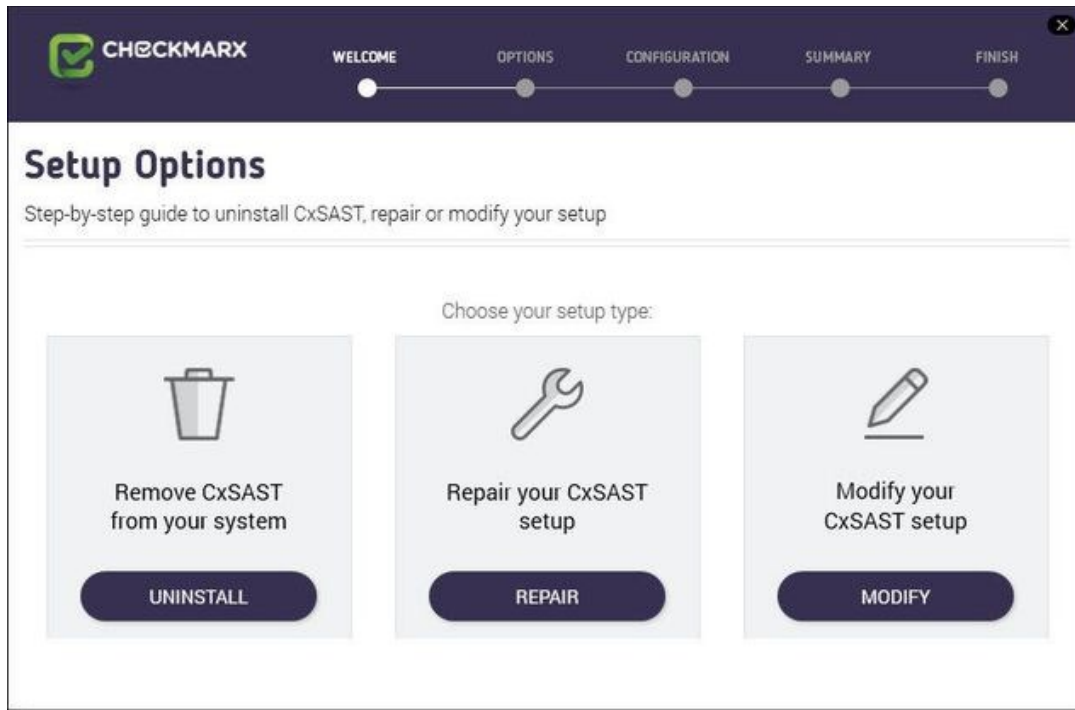 CHECKMARX
WELCOME
OPTIONS
CONFIGURATION
SUMMARY
FINISH
Setup Options
Step-by-step guide to uninstall CxSAST, repair or modify your setup
Choose your setup type:
Remove CxSAST
from your system
UNINSTALL
Repair your CxSAST
setup
REPAIR
Modify your
CxSAST setup
MODIFY